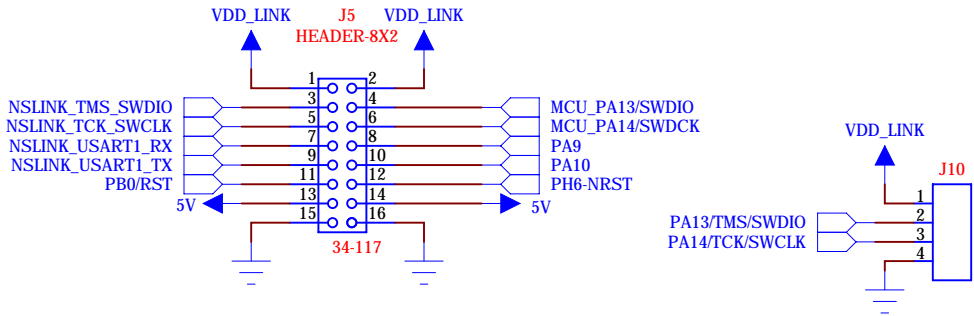 VDD_LINK J5 VDD_LINK
HEADER-8X2
1 2
NSLINK_TMS_SWDIO 3 4 MCU_PA13/SWDIO
NSLINK_TCK_SWCLK 5 6 MCU_PA14/SWDCK
NSLINK_USART1_RX 7 8 PA9
NSLINK_USART1_TX 9 10 PA10
PB0/RST 11 12 PH6-NRST
5V 13 14 5V
15 16
34-117
VDD_LINK
J10
1
PA13/TMS/SWDIO 2
PA14/TCK/SWCLK 3
4